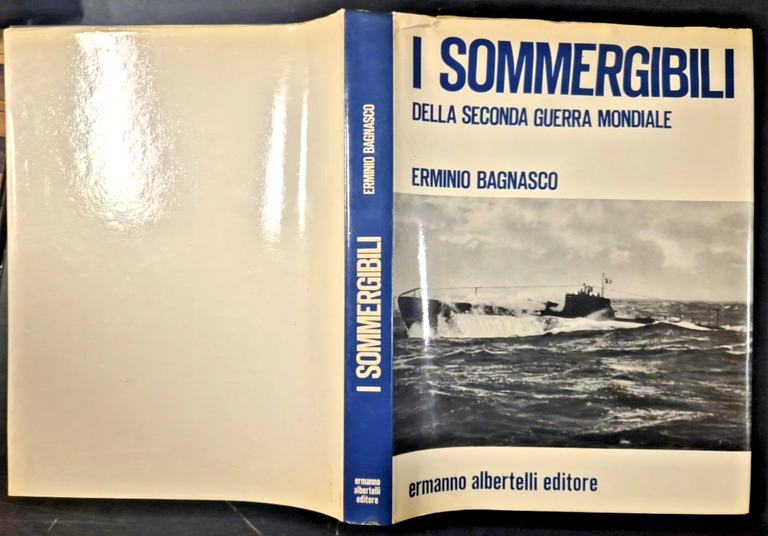 I SOMMERGIBILI
DELLA SECONDA GUERRA MONDIALE
ERMINIO BAGNASCO
ermanno albertelli editore
I SOMMERGIBILI
ERMINIO BAGNASCO
ermanno
albertelli
editore